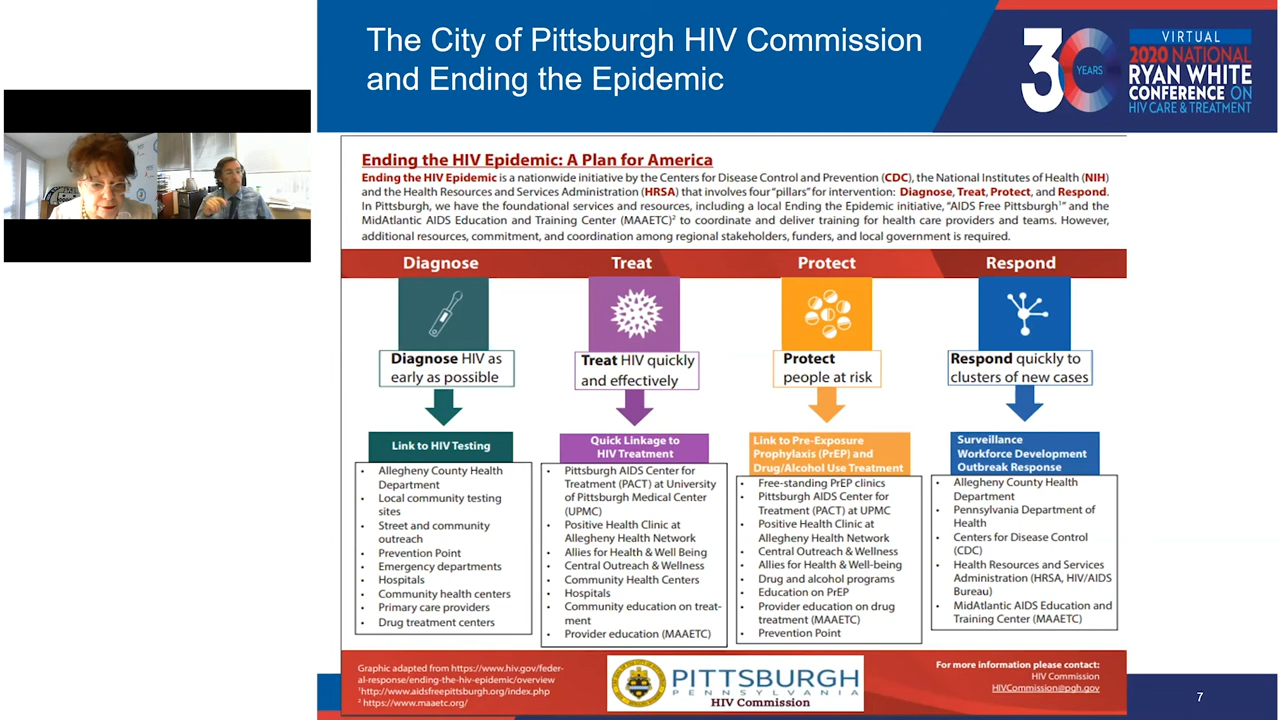 The City of Pittsburgh HIV Commission
and Ending the Epidemic
30
YEARS
VIRTUAL
2020 NATIONAL
RYAN WHITE
CONFERENCE ON
HIV CARE & TREATMENT
Ending the HIV Epidemic: A Plan for America
Ending the HIV Epidemic is a nationwide initiative by the Centers for Disease Control and Prevention (CDC), the National Institutes of Health (NIH)
and the Health Resources and Services Administration (HRSA) that involves four "pillars" for intervention: Diagnose, Treat, Protect, and Respond.
In Pittsburgh, we have the foundational services and resources, including a local Ending the Epidemic initiative, "AIDS Free Pittsburgh¹" and the
MidAtlantic AIDS Education and Training Center (MAAETC)² to coordinate and deliver training for health care providers and teams. However,
additional resources, commitment, and coordination among regional stakeholders, funders, and local government is required.
Diagnose
Diagnose HIV as
early as possible
Link to HIV Testing
• Allegheny County Health
Department
• Local community testing
sites
• Street and community
outreach
• Prevention Point
• Emergency departments
• Hospitals
• Community health centers
• Primary care providers
• Drug treatment centers
Treat
Treat HIV quickly
and effectively
Quick Linkage to
HIV Treatment
• Pittsburgh AIDS Center for
Treatment (PACT) at University
of Pittsburgh Medical Center
(UPMC)
• Positive Health Clinic at
Allegheny Health Network
• Allies for Health & Well Being
• Central Outreach & Wellness
• Community Health Centers
• Hospitals
• Community education on treat-
ment
• Provider education (MAAETC)
Protect
Protect
people at risk
Link to Pre-Exposure
Prophylaxis (PrEP) and
Drug/Alcohol Use Treatment
• Free-standing PrEP clinics
• Pittsburgh AIDS Center for
Treatment (PACT) at UPMC
• Positive Health Clinic at
Allegheny Health Network
• Central Outreach & Wellness
• Allies for Health & Well-being
• Drug and alcohol programs
• Education on PrEP
• Provider education on drug
treatment (MAAETC)
• Prevention Point
Respond
Respond quickly to
clusters of new cases
Surveillance
Workforce Development
Outbreak Response
• Allegheny County Health
Department
• Pennsylvania Department of
Health
• Centers for Disease Control
(CDC)
• Health Resources and Services
Administration (HRSA, HIV/AIDS
Bureau)
• MidAtlantic AIDS Education and
Training Center (MAAETC)
Graphic adapted from https://www.hiv.gov/feder-
al-response/ending-the-hiv-epidemic/overview
¹http://www.aidsfreepittsburgh.org/index.php
² https://www.maaetc.org/
PITTSBURGH
PENNSYLVANIA
HIV Commission
For more information please contact:
HIV Commission
HIVCommission@pgh.gov
7